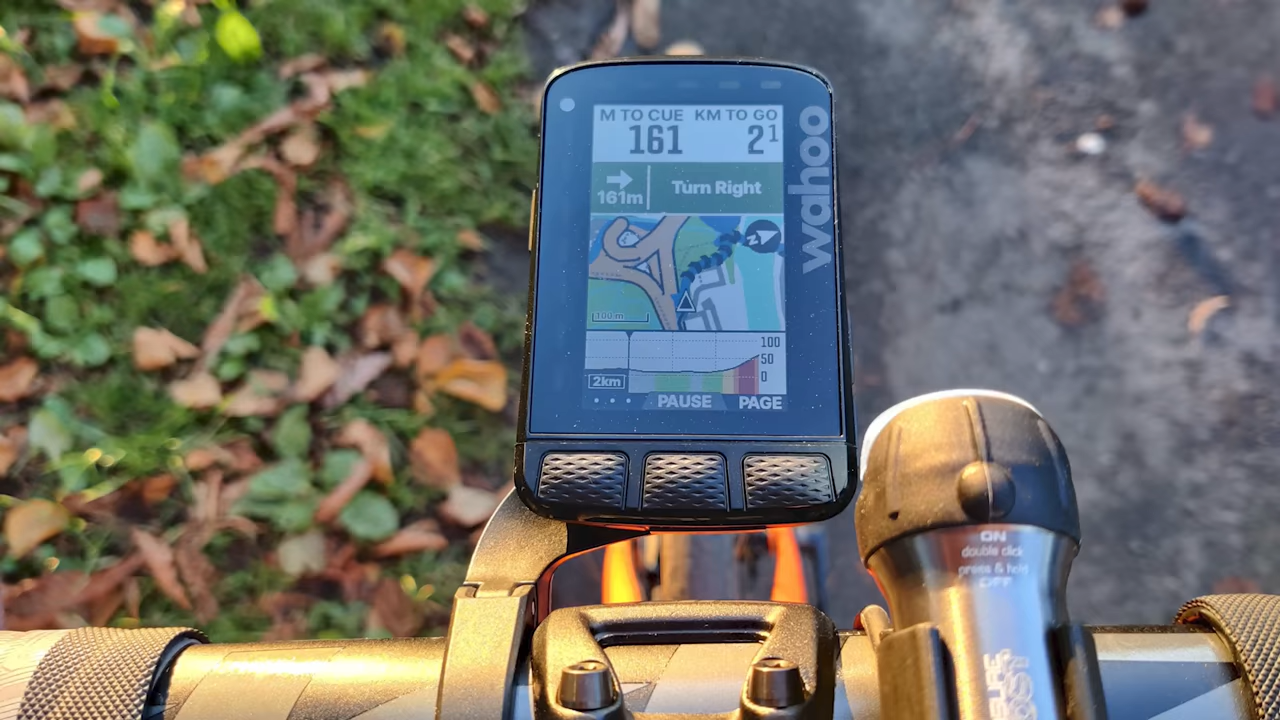 M TO CUE KM TO GO
161 2¹
161m Turn Right
N
100 m
100
50
0
2km
PAUSE PAGE
wahoo
ON
double click
press & hold
OFF